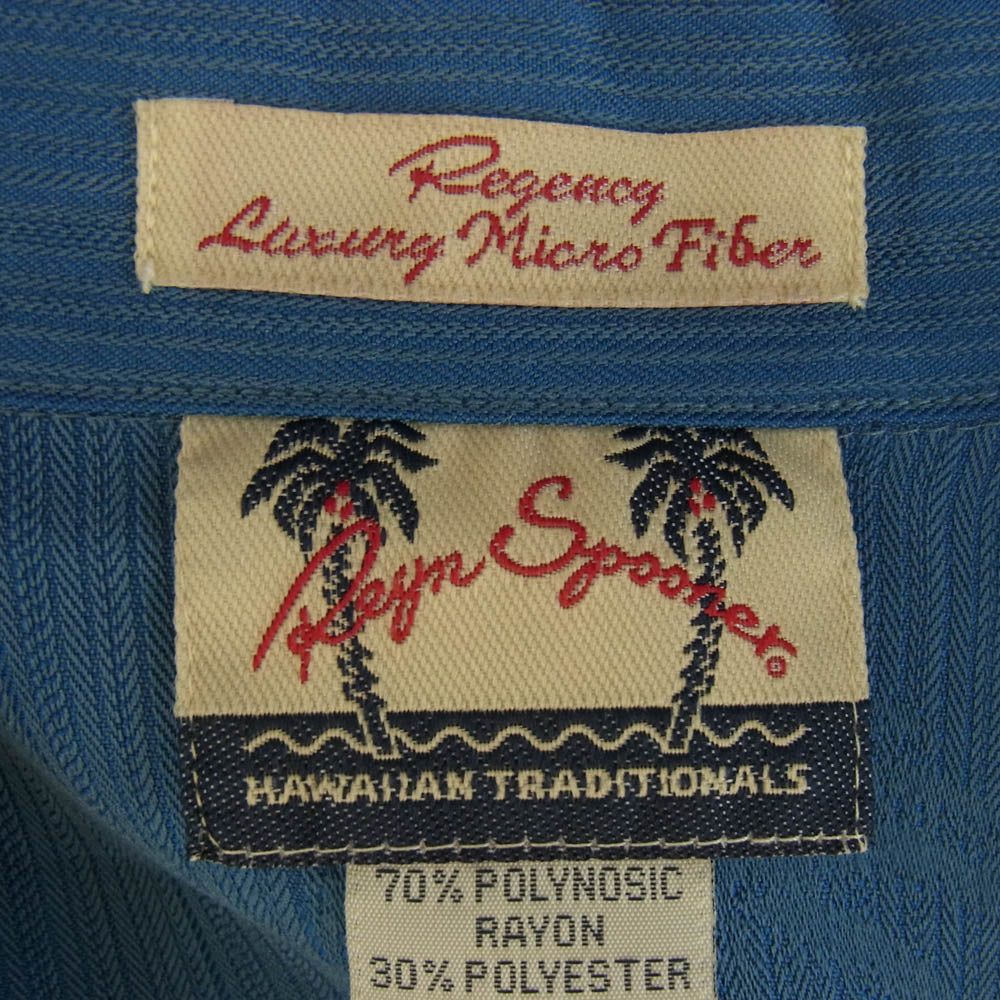 Regency
Luxury Micro Fiber
Reyn Spooner®
HAWAIIAN TRADITIONALS
70% POLYNOSIC
RAYON
30% POLYESTER